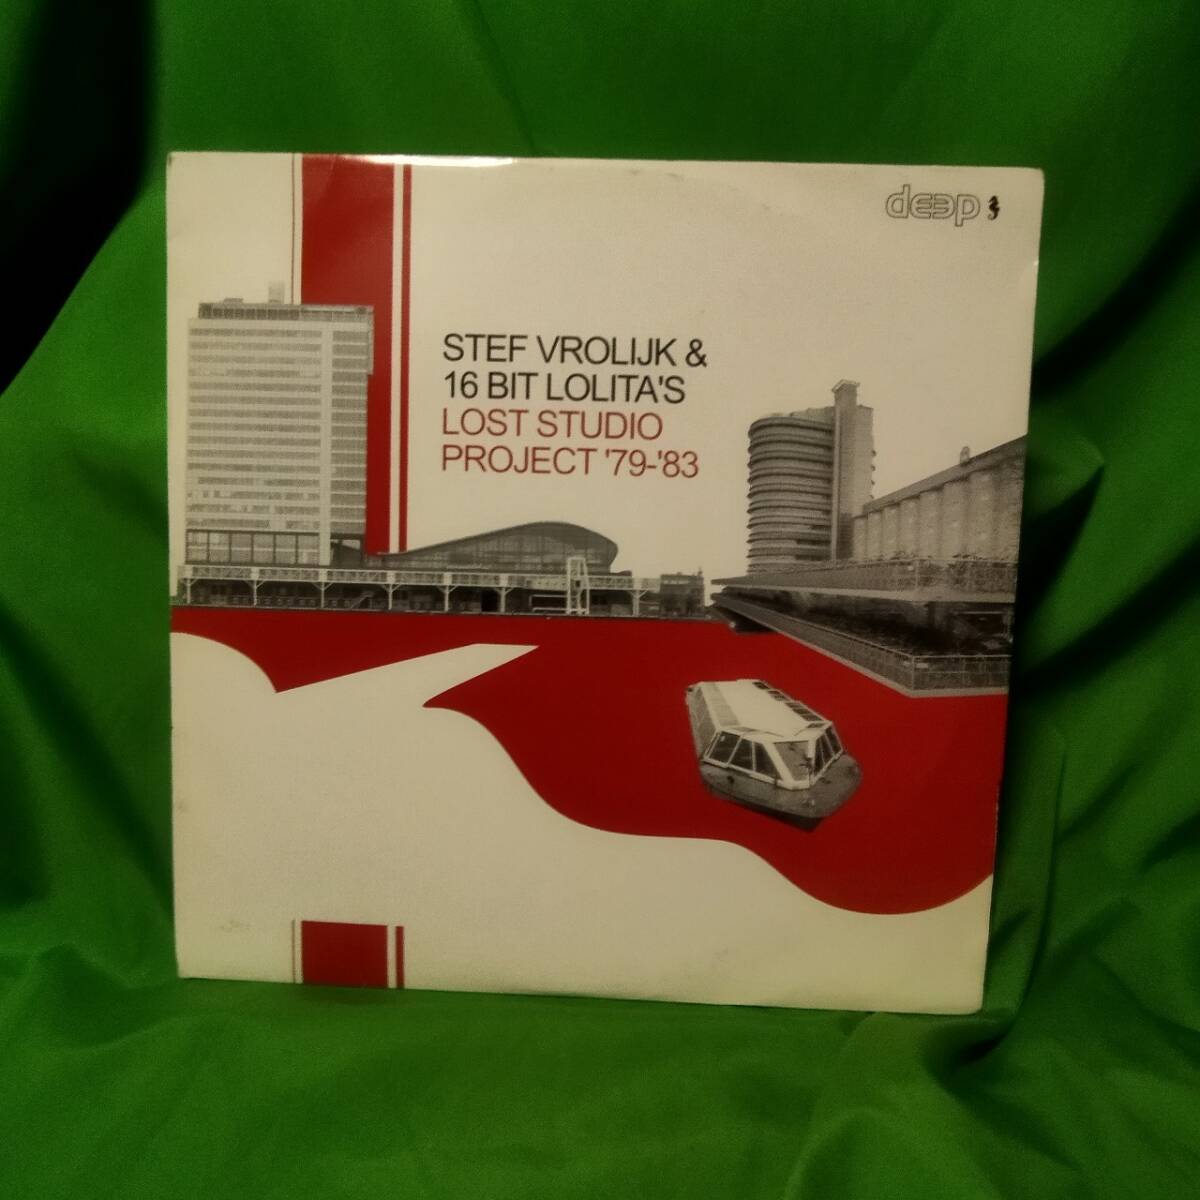 deep
STEF VROLIJK &
16 BIT LOLITA'S
LOST STUDIO
PROJECT '79-'83